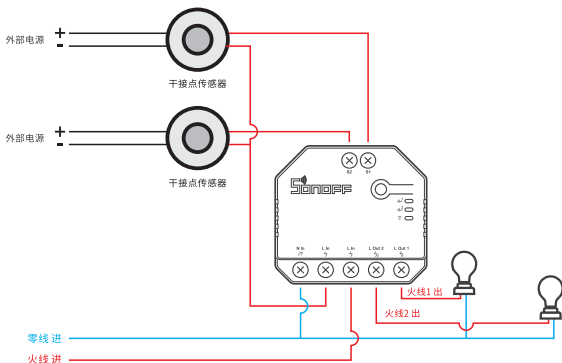 外部电源 + -
干接点传感器
外部电源 + -
干接点传感器
S2 S1
SONOFF
N In L In L In L Out 2 L Out 1
火线1 出
火线2 出
零线 进
火线 进